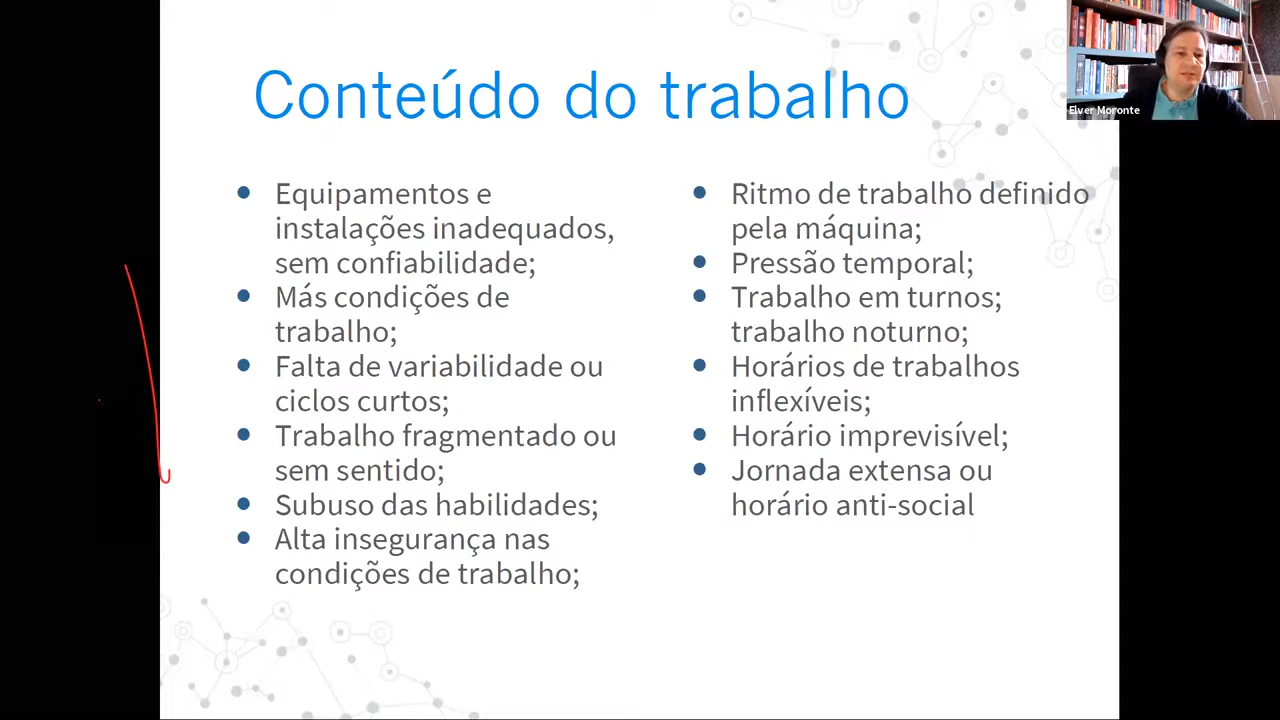 Conteúdo do trabalho
Equipamentos e
instalações inadequados,
sem confiabilidade;
Más condições de
trabalho;
Falta de variabilidade ou
ciclos curtos;
Trabalho fragmentado ou
sem sentido;
Subuso das habilidades;
Alta insegurança nas
condições de trabalho;
Ritmo de trabalho definido
pela máquina;
Pressão temporal;
Trabalho em turnos;
trabalho noturno;
Horários de trabalhos
inflexíveis;
Horário imprevisível;
Jornada extensa ou
horário anti-social
Elver Moronte